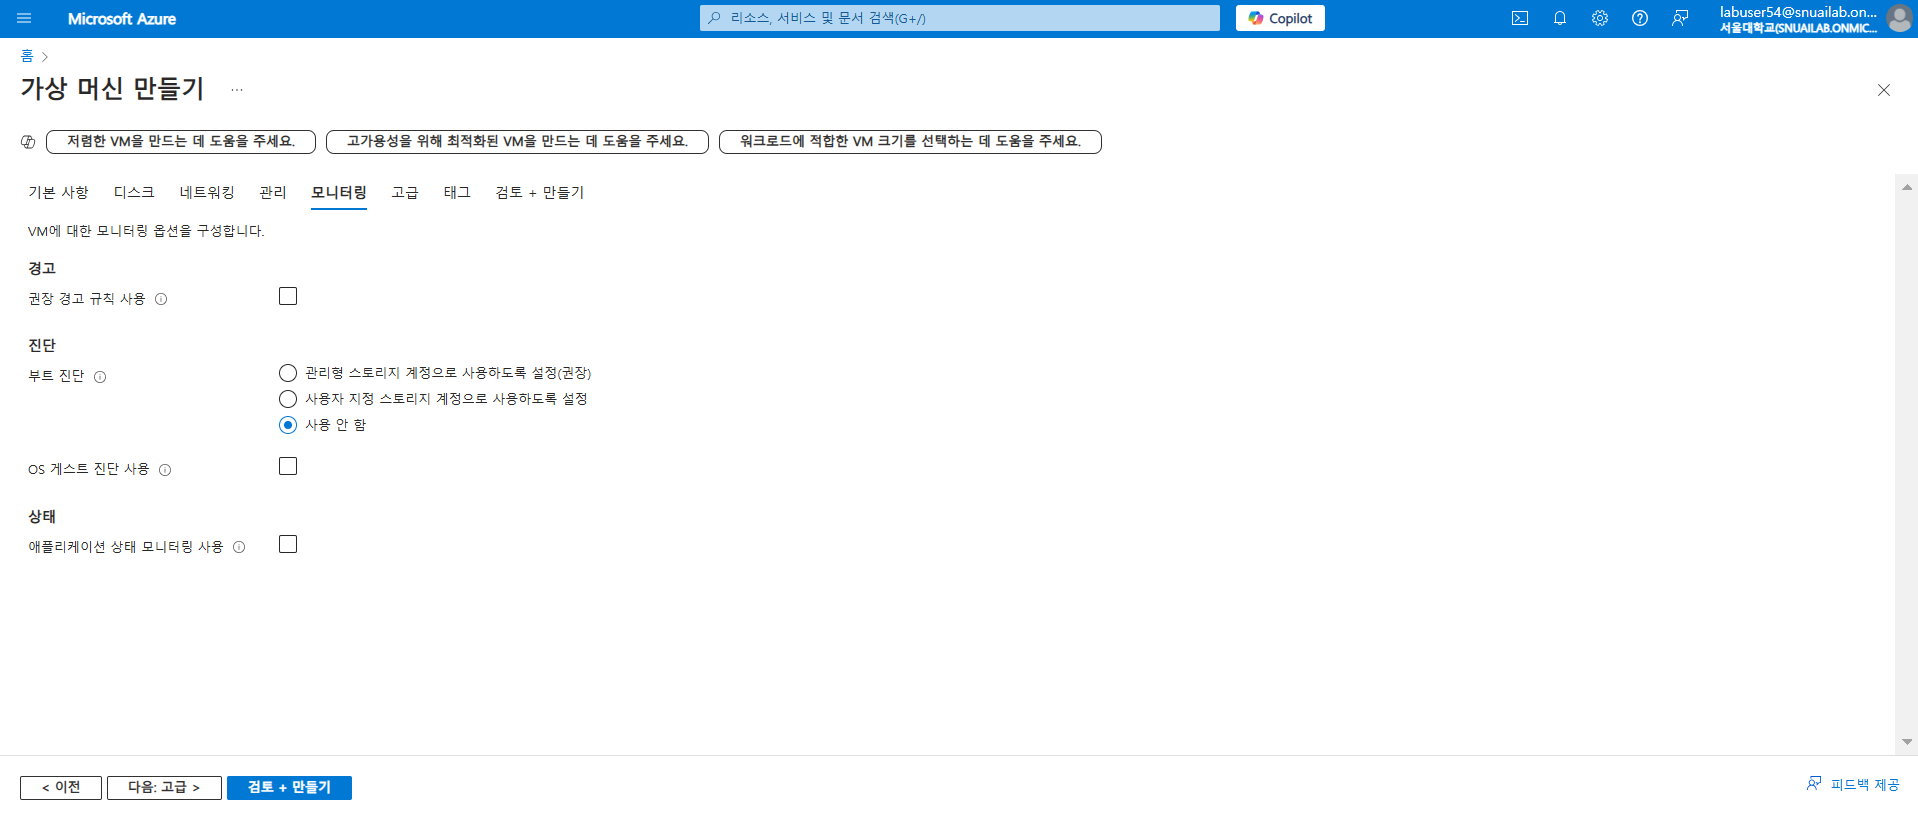 Microsoft Azure
리소스, 서비스 및 문서 검색(G+/)
Copilot
labuser54@snuailab.on...
서울대학교(SNUAILAB.ONMIC...
홈 >
가상 머신 만들기 ...
저렴한 VM을 만드는 데 도움을 주세요.
고가용성을 위해 최적화된 VM을 만드는 데 도움을 주세요.
워크로드에 적합한 VM 크기를 선택하는 데 도움을 주세요.
기본 사항 디스크 네트워킹 관리 모니터링 고급 태그 검토 + 만들기
VM에 대한 모니터링 옵션을 구성합니다.
경고
권장 경고 규칙 사용
진단
부트 진단
관리형 스토리지 계정으로 사용하도록 설정(권장)
사용자 지정 스토리지 계정으로 사용하도록 설정
사용 안 함
OS 게스트 진단 사용
상태
애플리케이션 상태 모니터링 사용
< 이전
다음: 고급 >
검토 + 만들기
피드백 제공